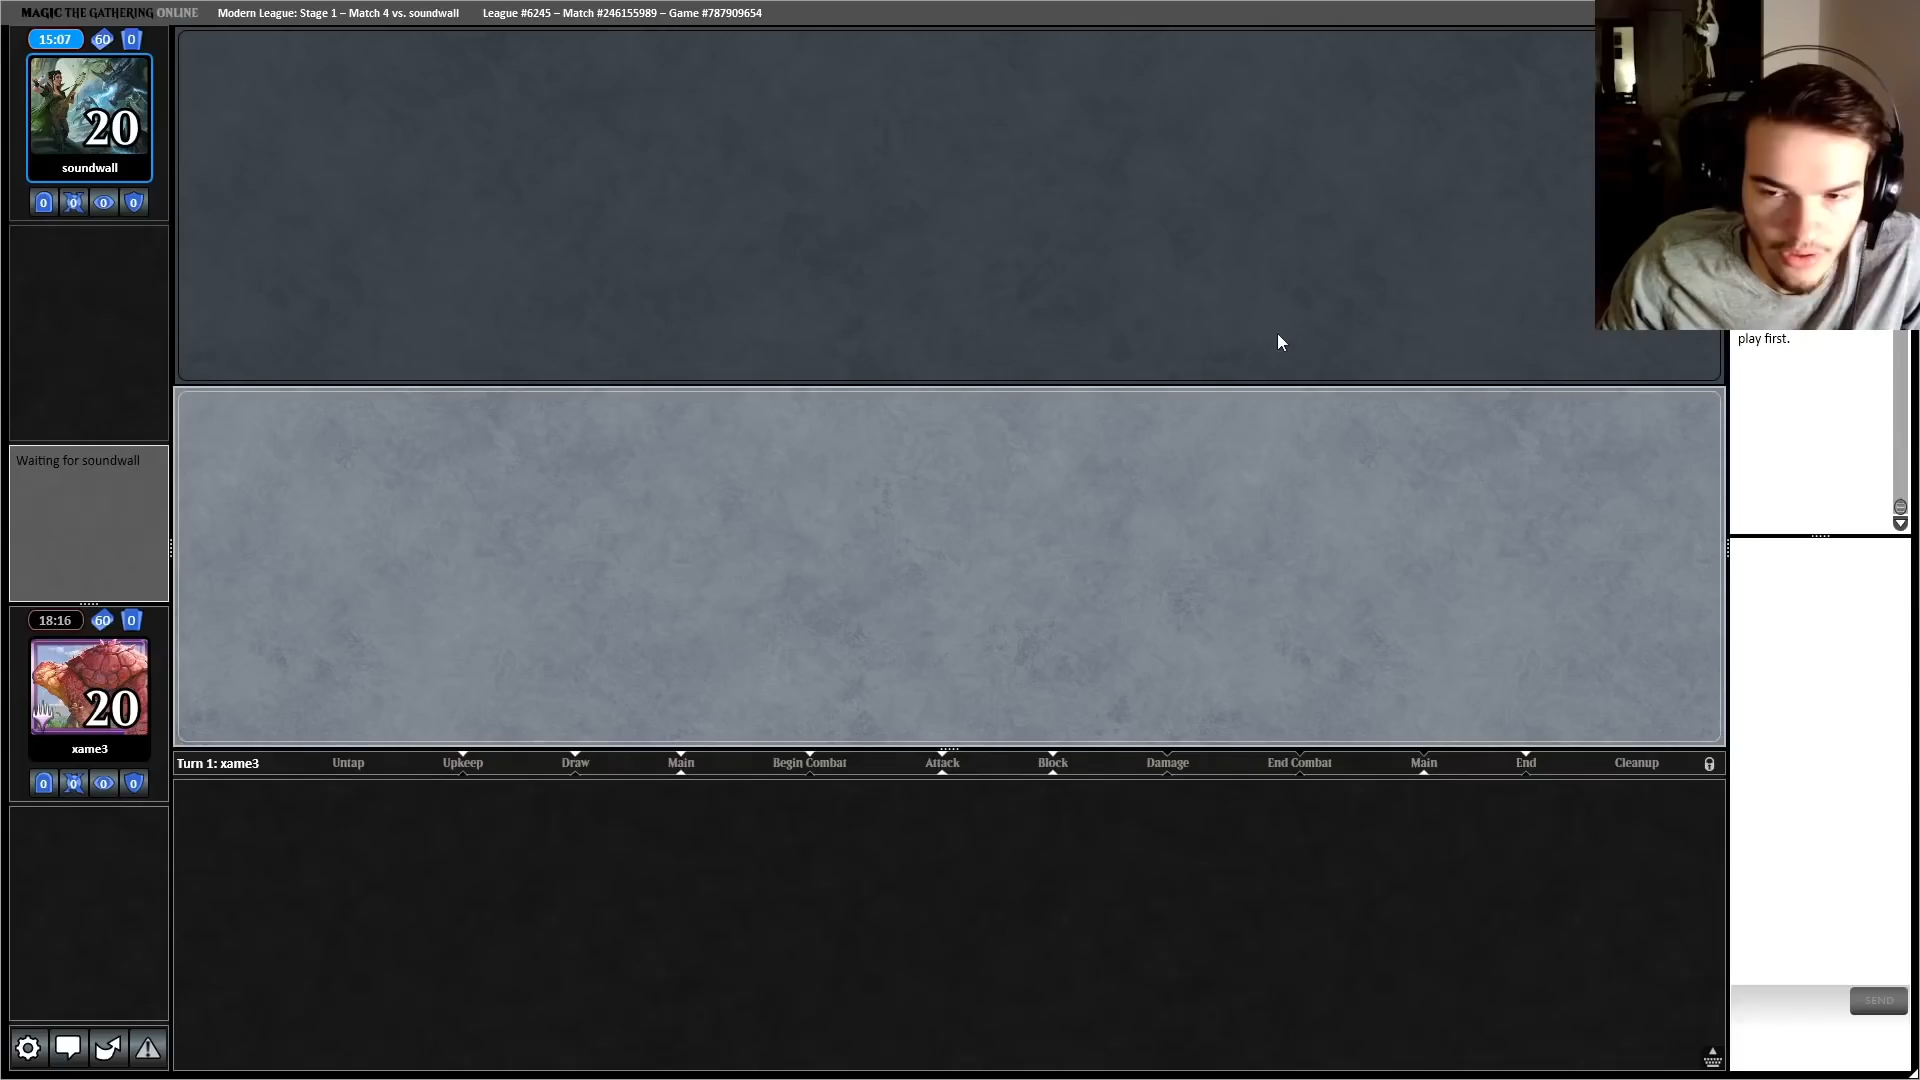 MAGIC THE GATHERING ONLINE
Modern League: Stage 1 – Match 4 vs. soundwall
League #6245 – Match #246155989 – Game #787909654
15:07
60
0
20
soundwall
0
0
0
0
play first.
Waiting for soundwall
18:16
60
0
20
xame3
0
0
0
0
Turn 1: xame3
Untap
Upkeep
Draw
Main
Begin Combat
Attack
Block
Damage
End Combat
Main
End
Cleanup
SEND